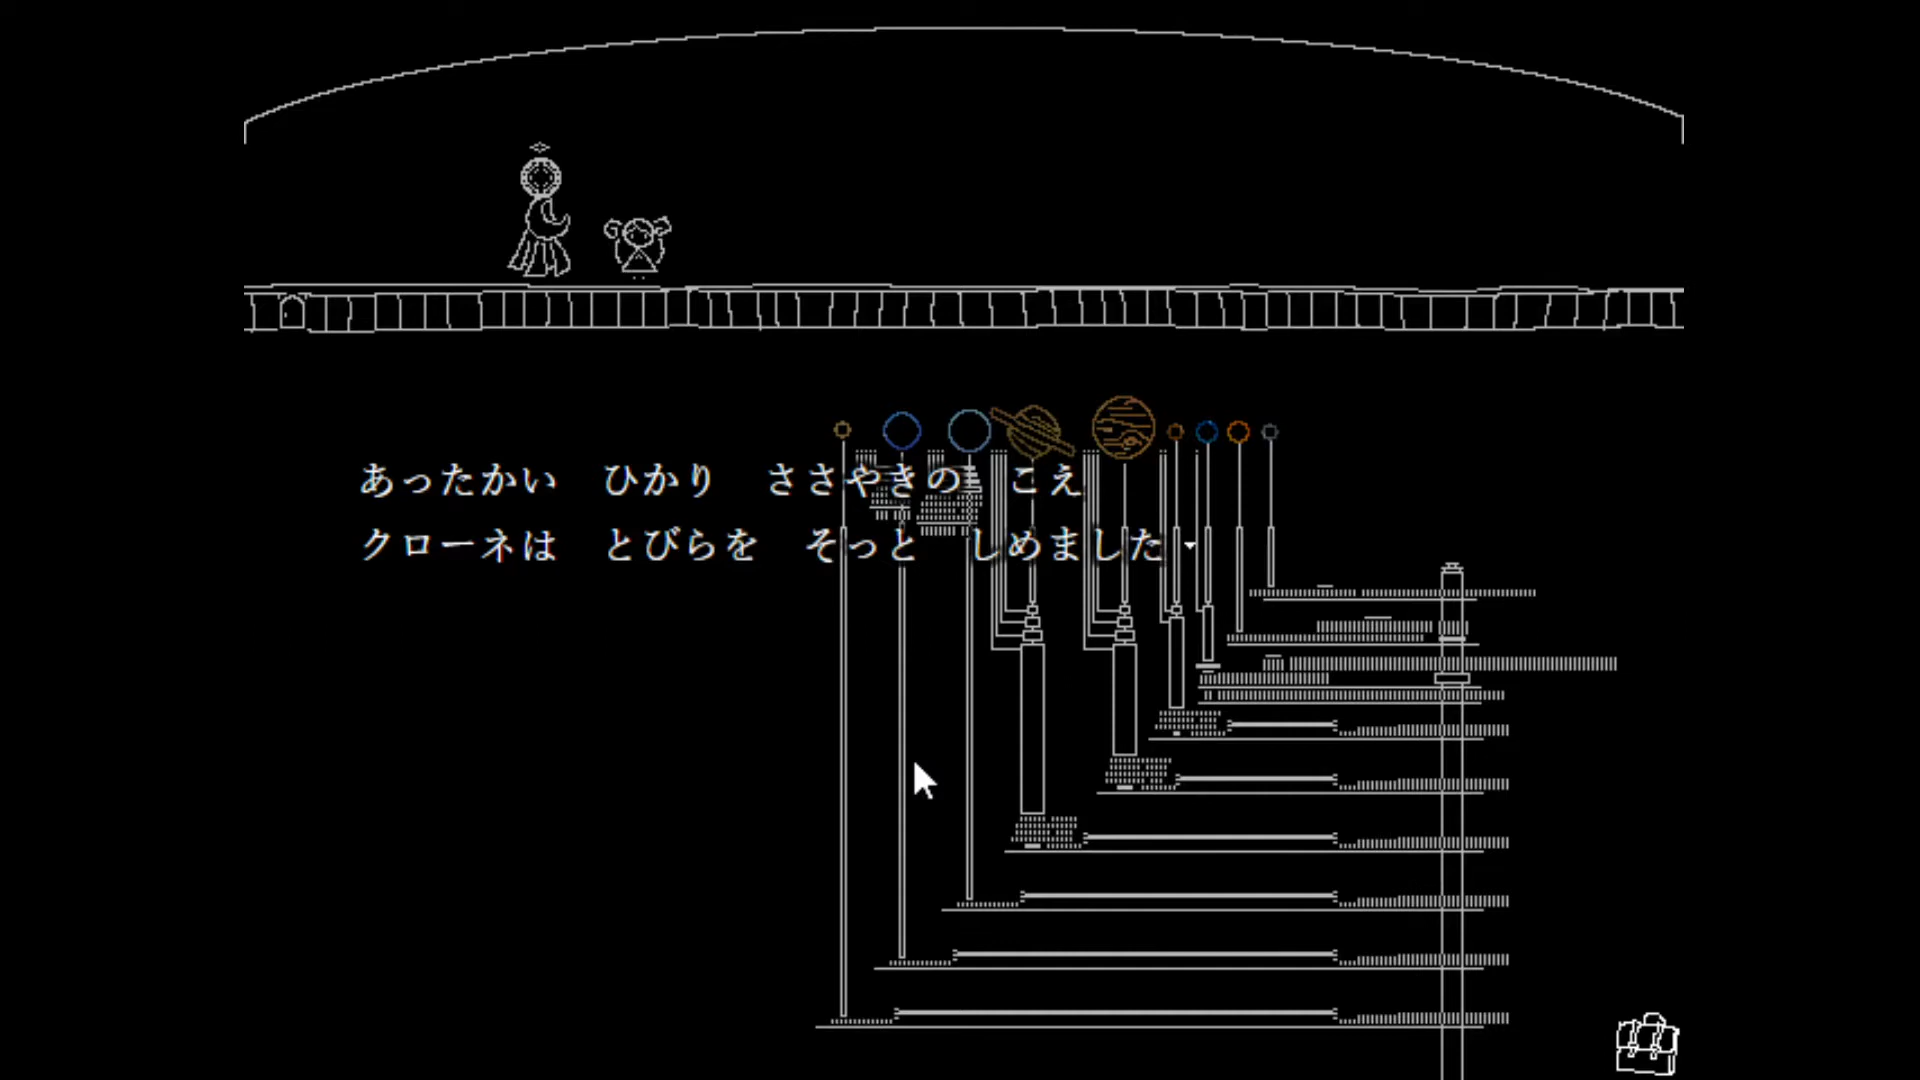 あったかい　ひかり　ささやきの　こえ
クローネは　とびらを　そっと　しめました